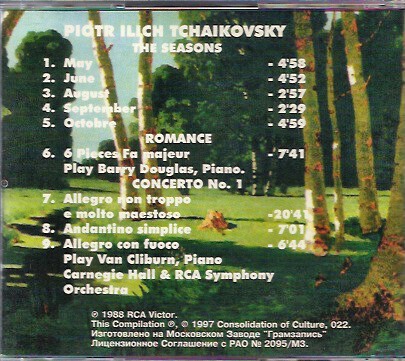 PIOTR ILICH TCHAIKOVSKY
THE SEASONS
1. May - 4'58
2. June - 4'52
3. August - 2'57
4. September - 2'29
5. Octobre - 4'59
ROMANCE
6. 6 Pieces Fa majeur - 7'41
Play Barry Douglas, Piano.
CONCERTO No. 1
7. Allegro non troppo
e molto maestoso -20'41
8. Andantino simplice - 7'01
9. Allegro con fuoco - 6'44
Play Van Cliburn, Piano
Carnegie Hall & RCA Symphony
Orchestra
℗ 1988 RCA Victor.
This Compilation ℗, © 1997 Consolidation of Culture, 022.
Изготовлено на Московском Заводе "Грамзапись"
Лицензионное Соглашение с РАО № 2095/МЗ.